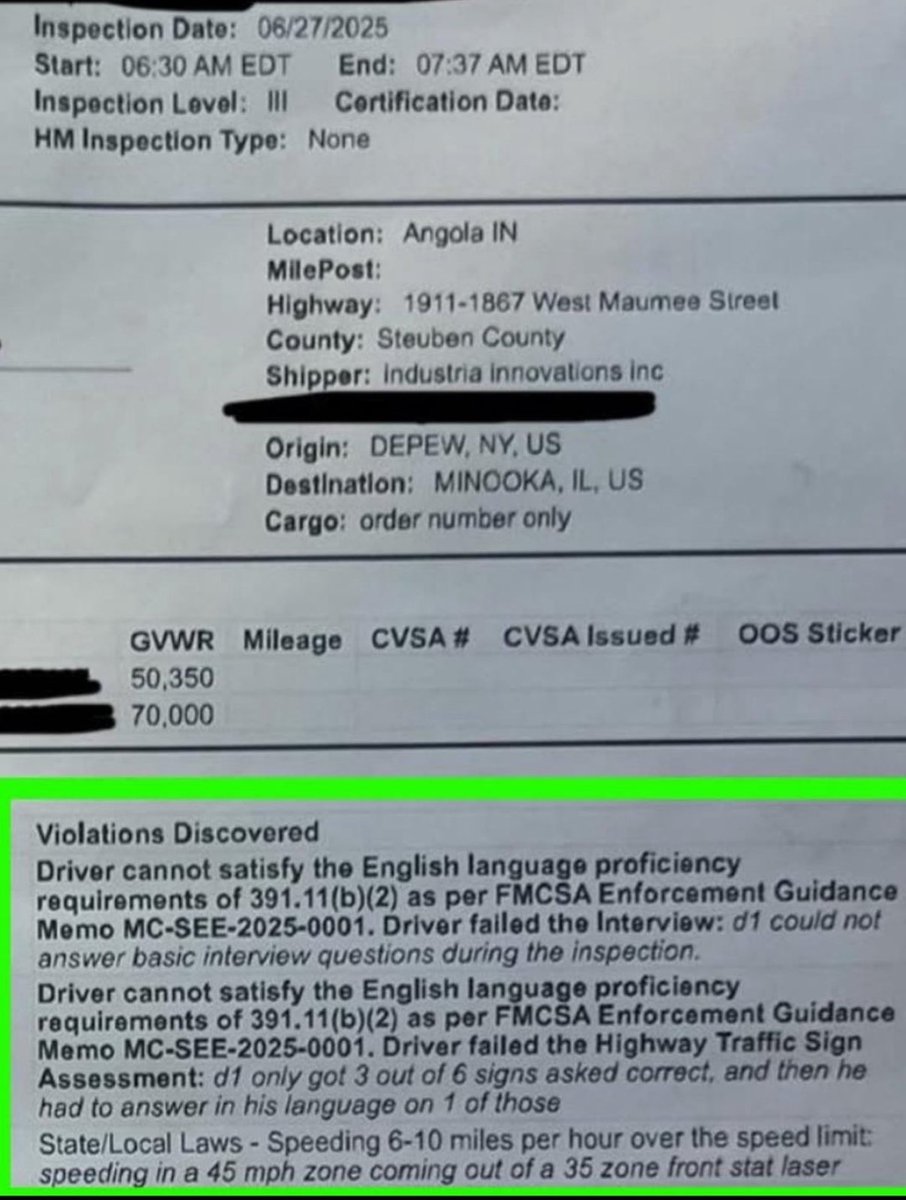 Inspection Date: 06/27/2025
Start: 06:30 AM EDT End: 07:37 AM EDT
Inspection Level: III Certification Date:
HM Inspection Type: None
Location: Angola IN
MilePost:
Highway: 1911-1867 West Maumee Street
County: Steuben County
Shipper: industria innovations inc
Origin: DEPEW, NY, US
Destination: MINOOKA, IL, US
Cargo: order number only
GVWR Mileage CVSA # CVSA Issued # OOS Sticker
50,350
70,000
Violations Discovered
Driver cannot satisfy the English language proficiency
requirements of 391.11(b)(2) as per FMCSA Enforcement Guidance
Memo MC-SEE-2025-0001. Driver failed the Interview: d1 could not
answer basic interview questions during the inspection.
Driver cannot satisfy the English language proficiency
requirements of 391.11(b)(2) as per FMCSA Enforcement Guidance
Memo MC-SEE-2025-0001. Driver failed the Highway Traffic Sign
Assessment: d1 only got 3 out of 6 signs asked correct, and then he
had to answer in his language on 1 of those
State/Local Laws - Speeding 6-10 miles per hour over the speed limit:
speeding in a 45 mph zone coming out of a 35 zone front stat laser